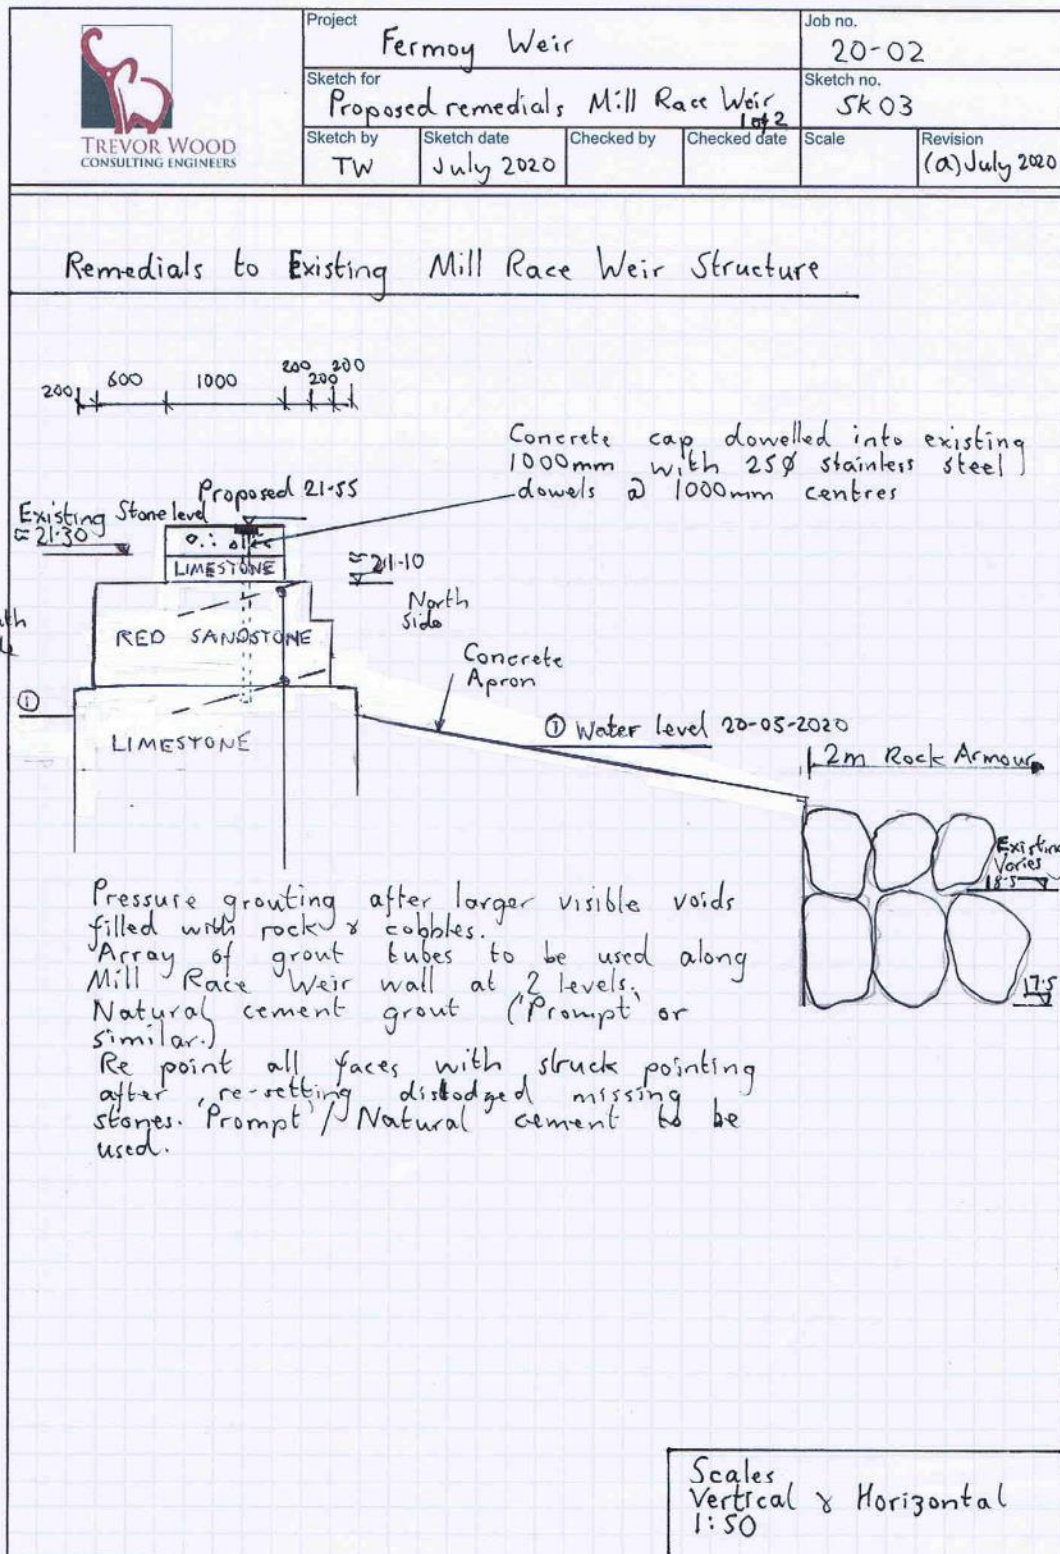 TREVOR WOOD
CONSULTING ENGINEERS
Project
Fermoy Weir
Job no.
20-02
Sketch for
Proposed remedials Mill Race Weir
1 of 2
Sketch no.
SK 03
Sketch by
TW
Sketch date
July 2020
Checked by
Checked date
Scale
Revision
(a) July 2020
Remedials to Existing Mill Race Weir Structure
200 600 1000 200 200 200
Concrete cap dowelled into existing
1000mm with 25Ø stainless steel
dowels @ 1000mm centres
Proposed 21.55
Existing Stone level
≈ 21.30
LIMESTONE
≈ 21.10
North
side
RED SANDSTONE
Concrete
Apron
①
LIMESTONE
① Water level 20-05-2020
2m Rock Armour
Existing
Varies
18.5
17.5
Pressure grouting after larger visible voids
filled with rock & cobbles.
Array of grout tubes to be used along
Mill Race Weir wall at 2 levels.
Natural cement grout ('Prompt' or
similar.)
Re point all faces with struck pointing
after re-setting dislodged missing
stones. 'Prompt' / Natural cement to be
used.
Scales
Vertical & Horizontal
1:50